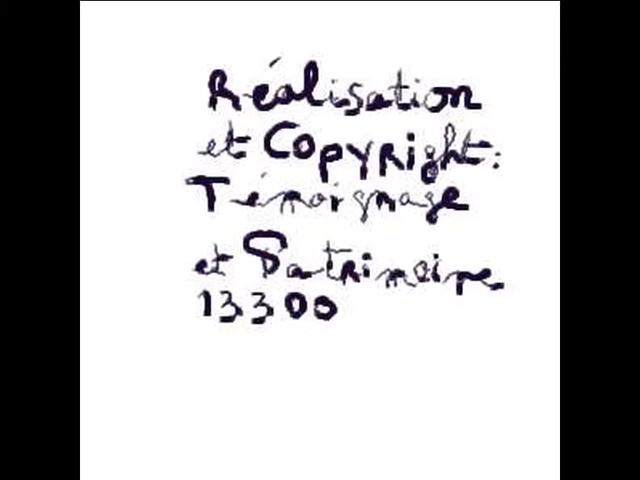 Réalisation
et Copyright:
Témoignage
et Patrimoine
13300